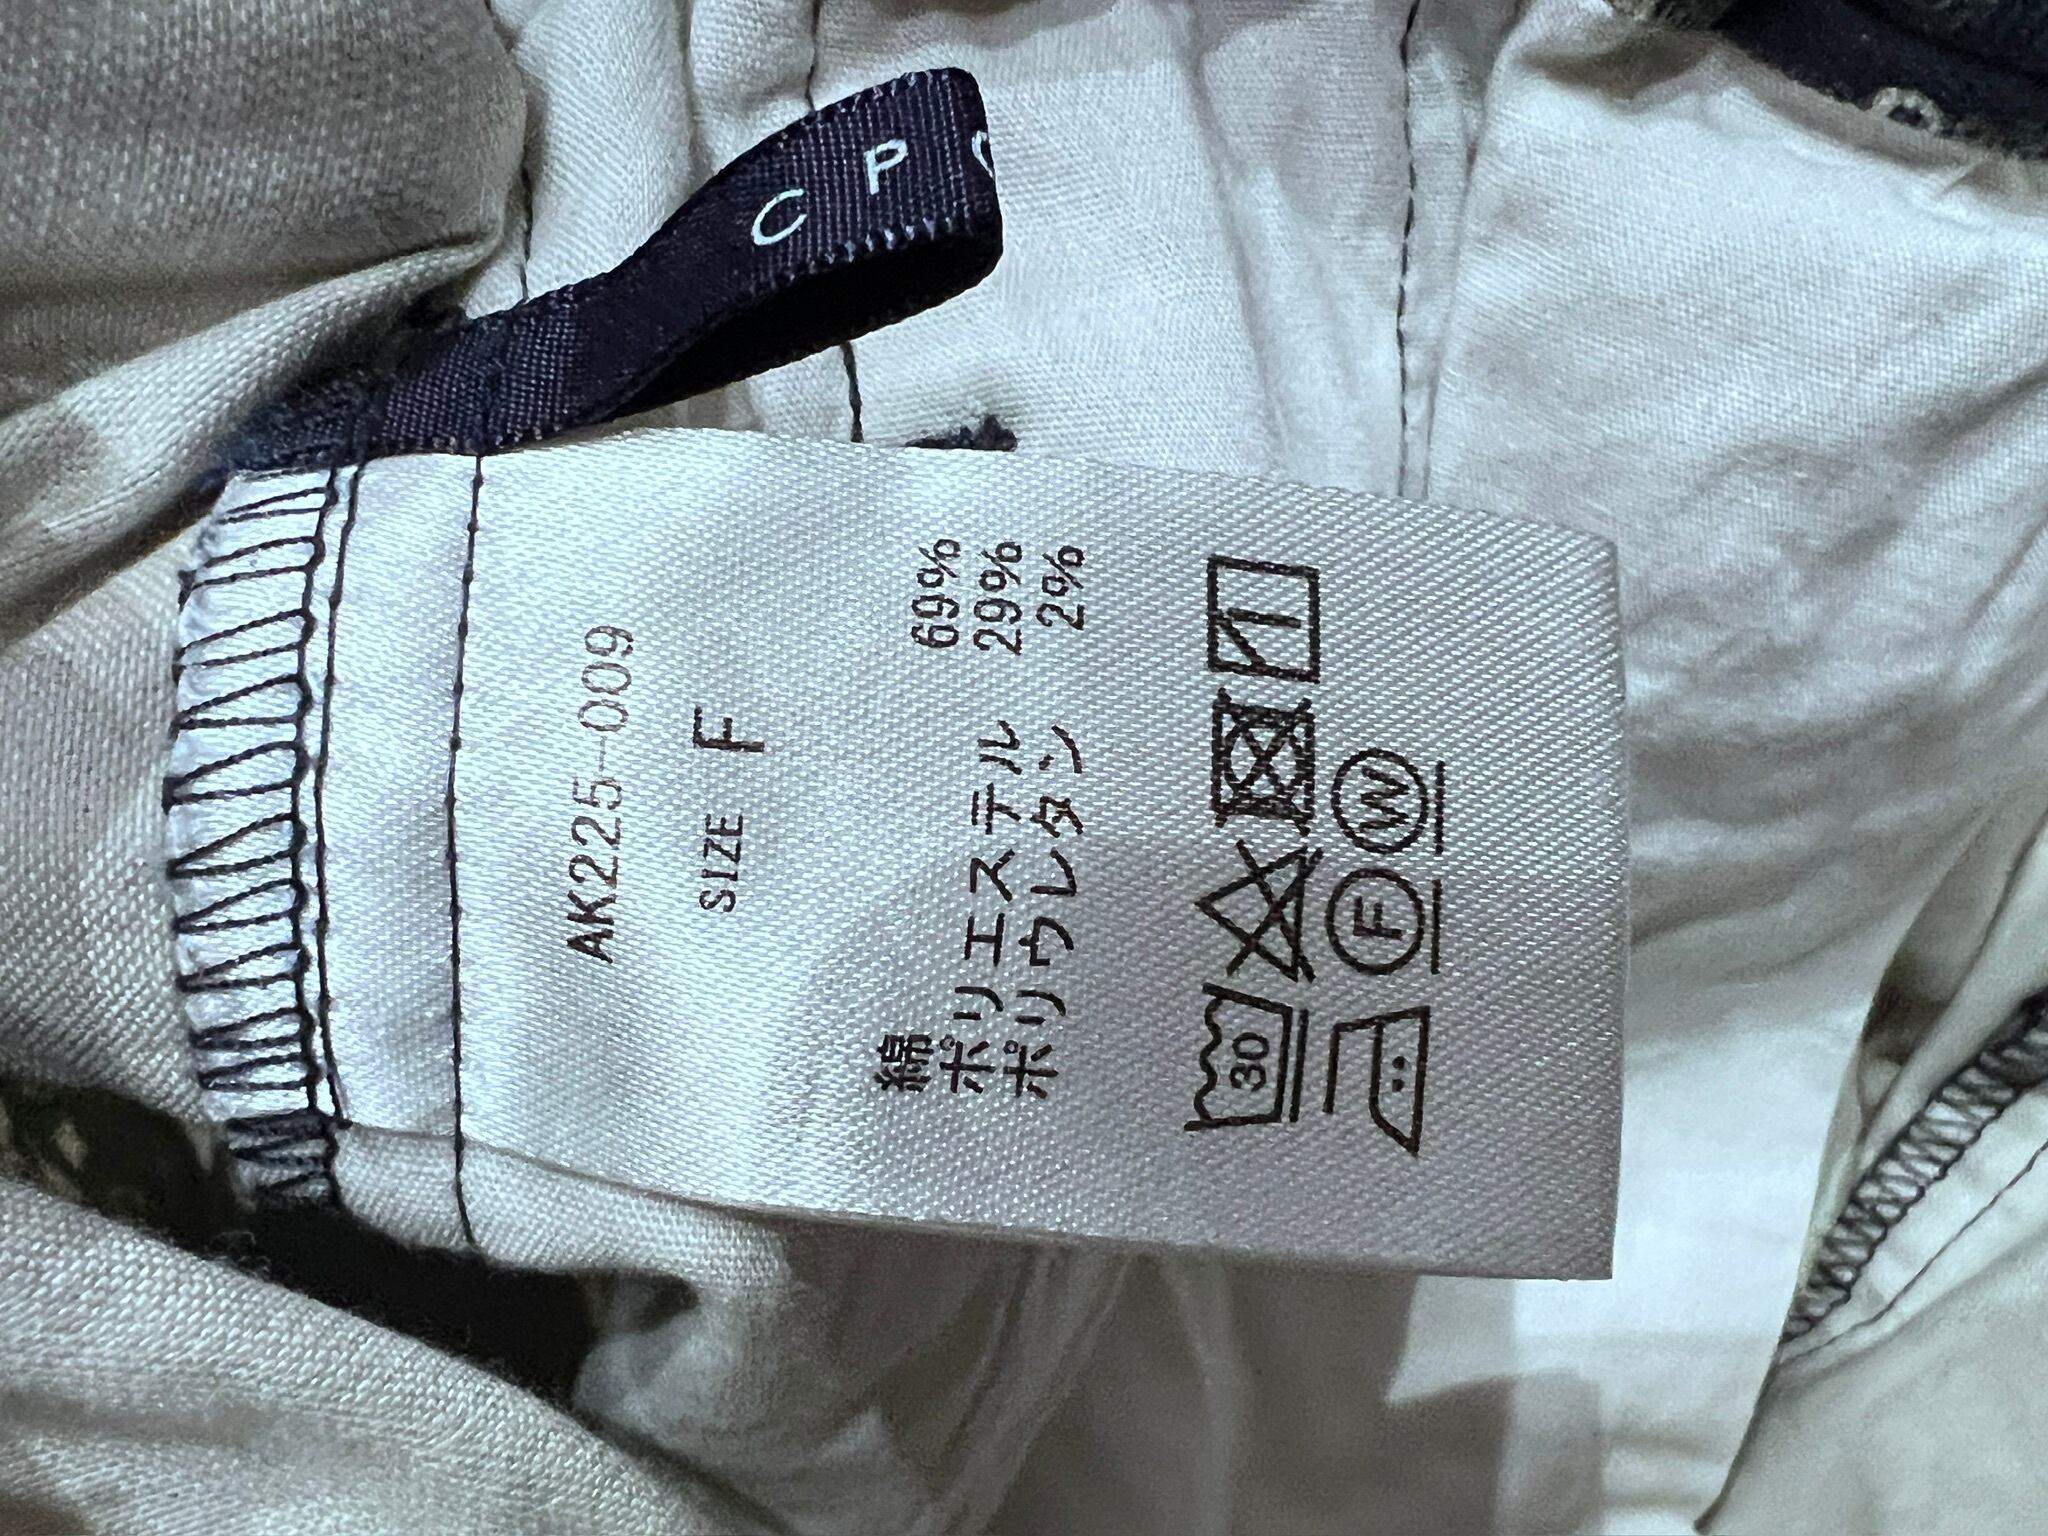 C P
AK225-009
SIZE F
綿 69%
ポリエステル 29%
ポリウレタン 2%
30
F W